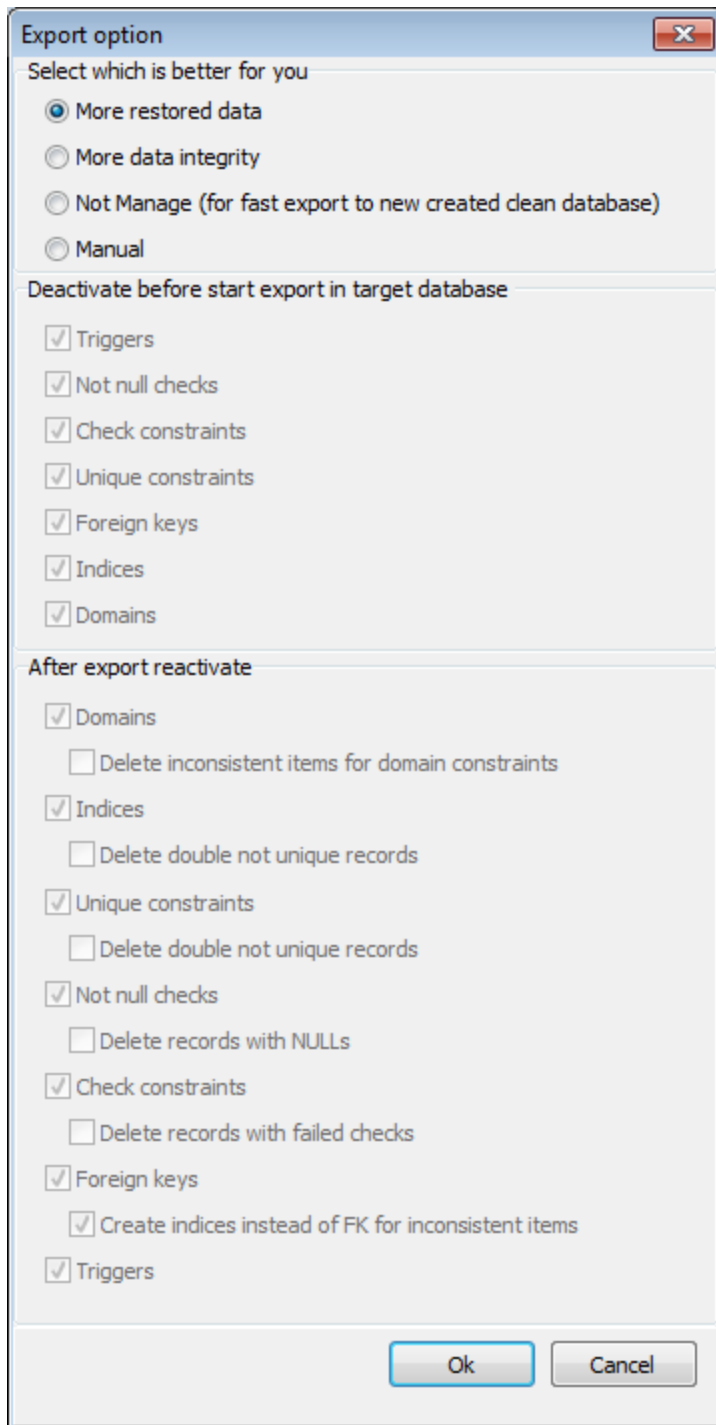 Export option
Select which is better for you
More restored data
More data integrity
Not Manage (for fast export to new created clean database)
Manual
Deactivate before start export in target database
Triggers
Not null checks
Check constraints
Unique constraints
Foreign keys
Indices
Domains
After export reactivate
Domains
Delete inconsistent items for domain constraints
Indices
Delete double not unique records
Unique constraints
Delete double not unique records
Not null checks
Delete records with NULLs
Check constraints
Delete records with failed checks
Foreign keys
Create indices instead of FK for inconsistent items
Triggers
Ok Cancel